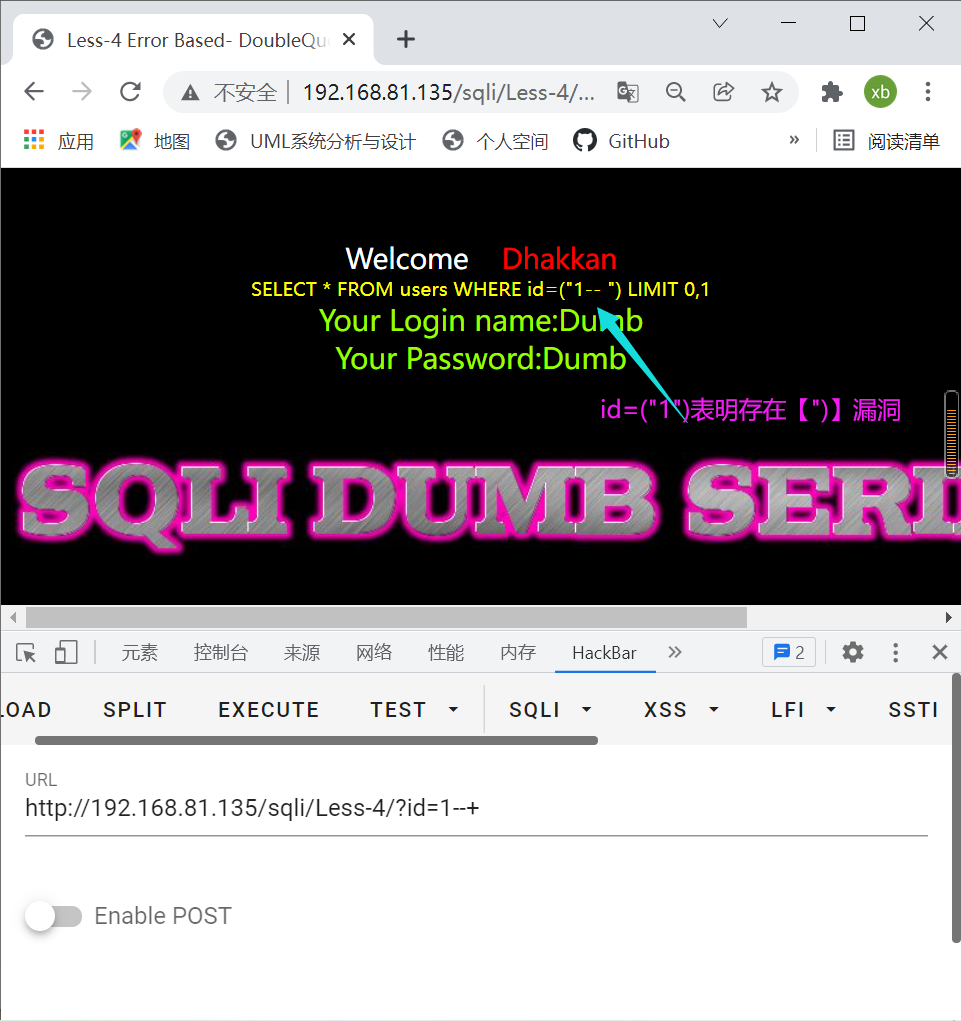 Less-4 Error Based- DoubleQu
不安全 192.168.81.135/sqli/Less-4/... xb
应用 地图 UML系统分析与设计 个人空间 GitHub » 阅读清单
Welcome Dhakkan
SELECT * FROM users WHERE id=("1-- ") LIMIT 0,1
Your Login name:Dumb
Your Password:Dumb
id=("1")表明存在【")】漏洞
SQLI DUMB SERI
元素 控制台 来源 网络 性能 内存 HackBar 2
LOAD SPLIT EXECUTE TEST SQLI XSS LFI SSTI
URL
http://192.168.81.135/sqli/Less-4/?id=1--+
Enable POST